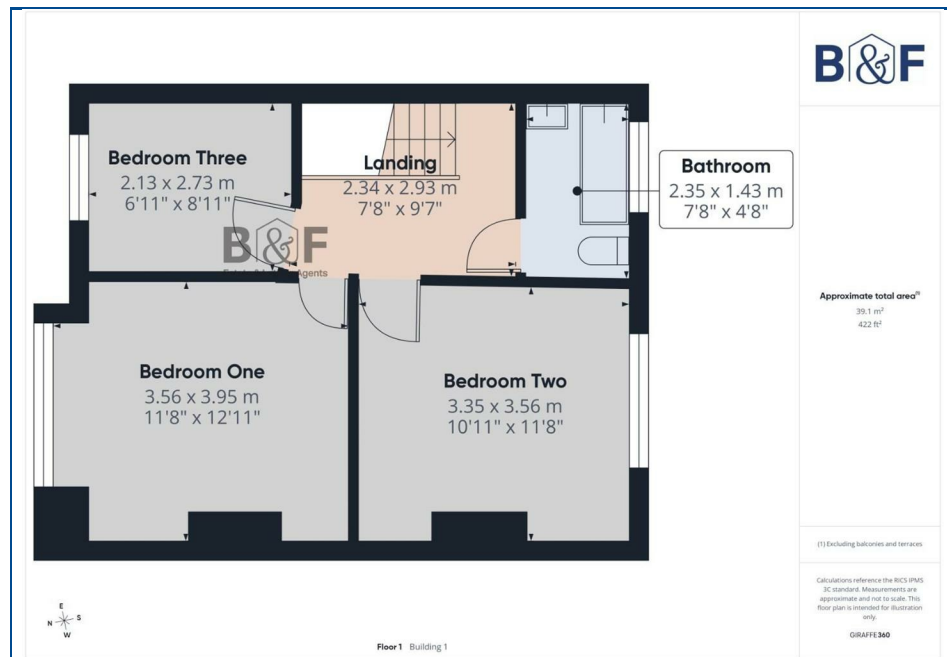 B&F
Bedroom Three
2.13 x 2.73 m
6'11" x 8'11"
Landing
2.34 x 2.93 m
7'8" x 9'7"
Bathroom
2.35 x 1.43 m
7'8" x 4'8"
B&F
Agents
Bedroom One
3.56 x 3.95 m
11'8" x 12'11"
Bedroom Two
3.35 x 3.56 m
10'11" x 11'8"
Approximate total area⁽¹⁾
39.1 m²
422 ft²
(1) Excluding balconies and terraces
Calculations reference the RICS IPMS
3C standard. Measurements are
approximate and not to scale. This
floor plan is intended for illustration
only.
GIRAFFE360
E
N S
W
Floor 1 Building 1